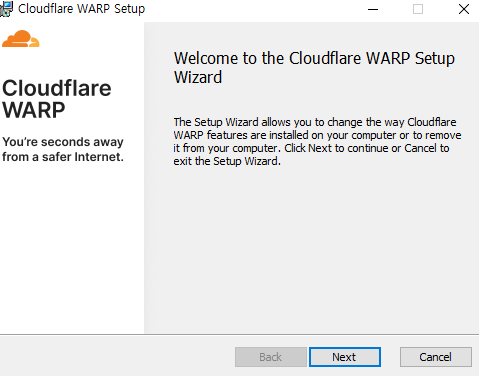 Cloudflare WARP Setup
Cloudflare
WARP
You're seconds away
from a safer Internet.
Welcome to the Cloudflare WARP Setup
Wizard
The Setup Wizard allows you to change the way Cloudflare
WARP features are installed on your computer or to remove
it from your computer. Click Next to continue or Cancel to
exit the Setup Wizard.
Back
Next
Cancel